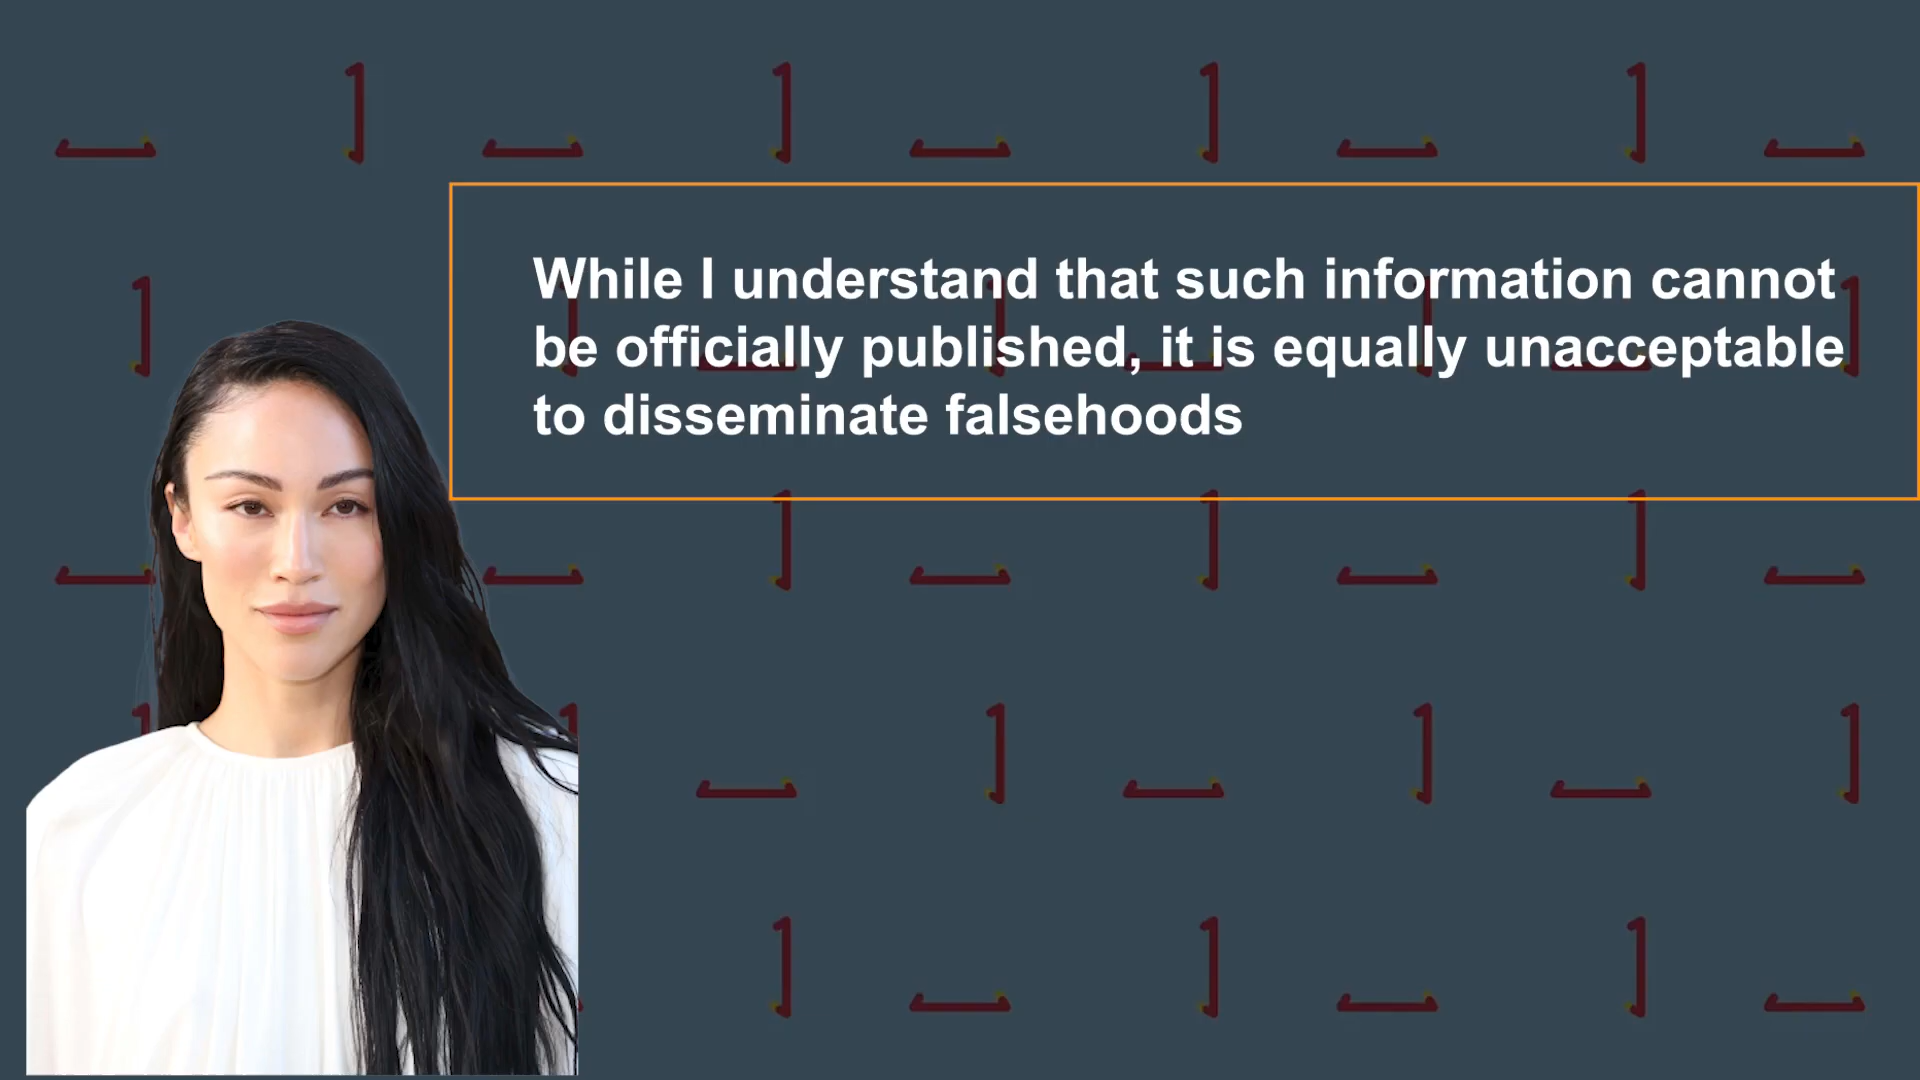 While I understand that such information cannot
be officially published, it is equally unacceptable
to disseminate falsehoods